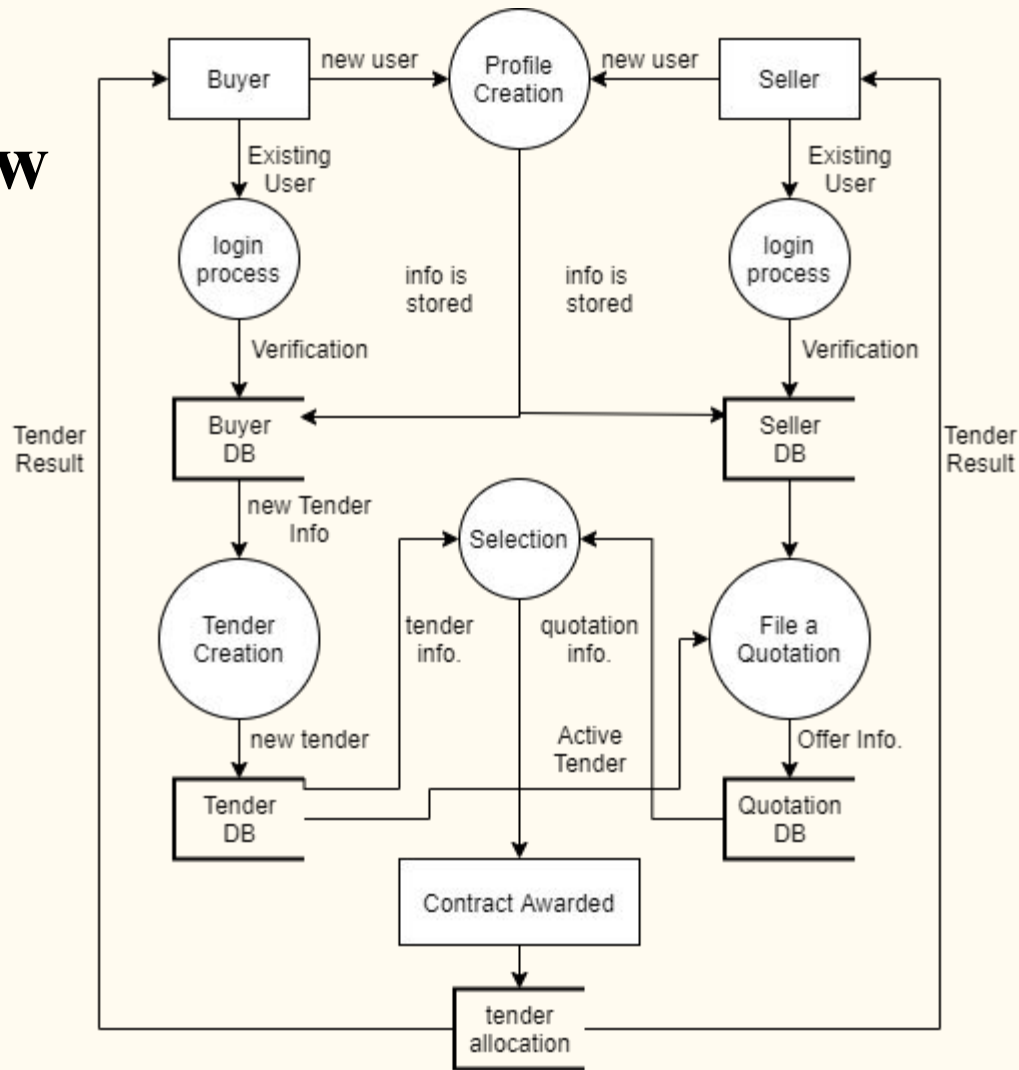 w
Buyer
new user
Profile
Creation
new user
Seller
Existing
User
Existing
User
login
process
info is
stored
info is
stored
login
process
Verification
Verification
Tender
Result
Buyer
DB
Seller
DB
Tender
Result
new Tender
Info
Selection
Tender
Creation
tender
info.
quotation
info.
File a
Quotation
new tender
Active
Tender
Offer Info.
Tender
DB
Quotation
DB
Contract Awarded
tender
allocation